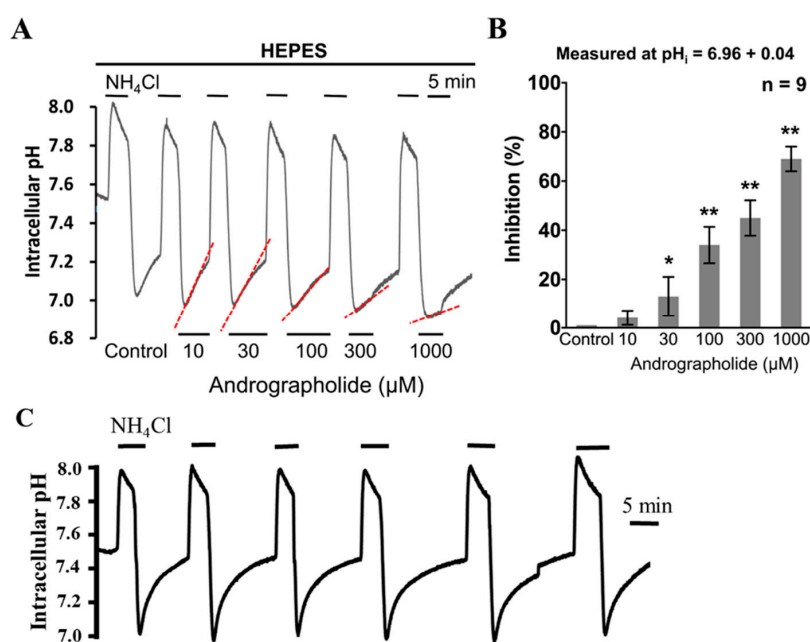 A
HEPES
NH₄Cl
5 min
8.0
7.8
7.6
7.4
7.2
7.0
6.8
Intracellular pH
Control 10 30 100 300 1000
Andrographolide (µM)
B
Measured at pHᵢ = 6.96 + 0.04
n = 9
100
80
60
40
20
0
Inhibition (%)
*
**
**
**
Control 10 30 100 300 1000
Andrographolide (µM)
C
NH₄Cl
5 min
8.0
7.8
7.6
7.4
7.2
7.0
Intracellular pH